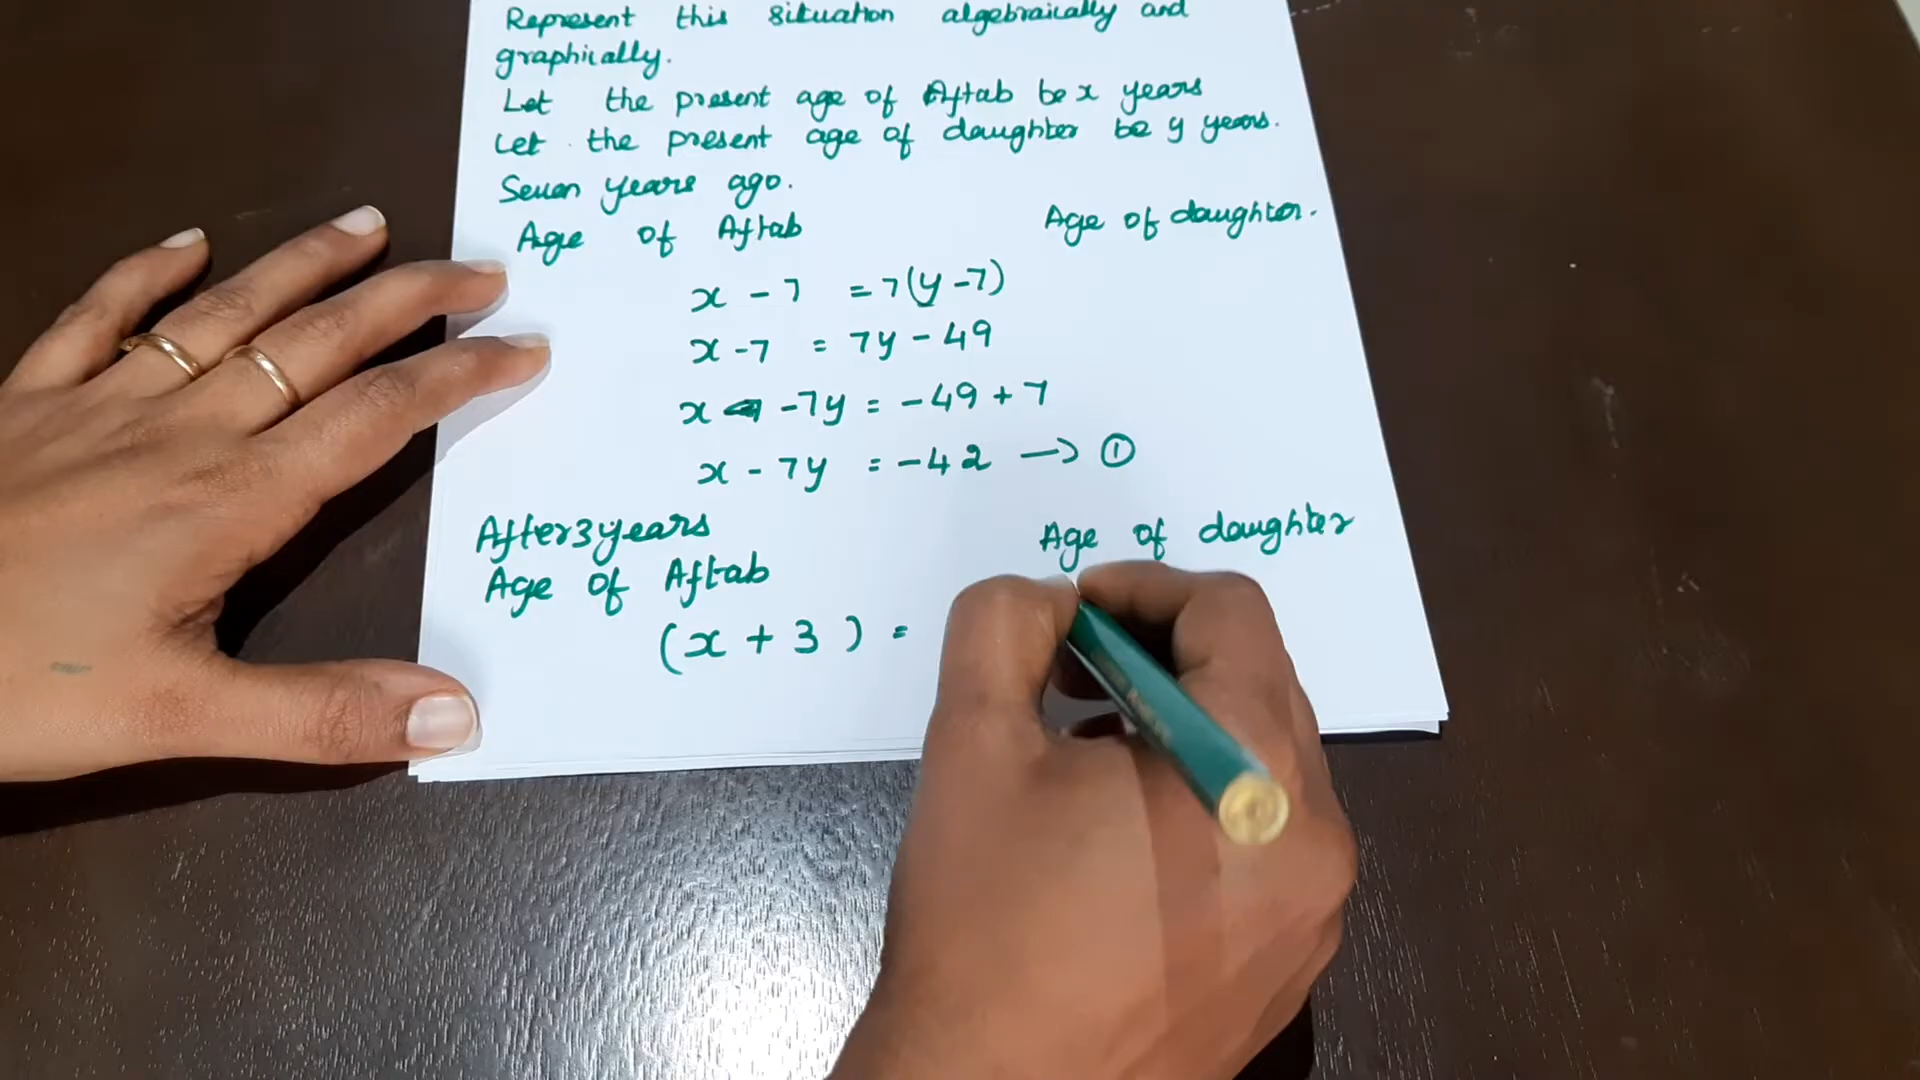 Represent this situation algebraically and
graphically.
Let the present age of Aftab be x years
Let the present age of daughter be y years.
Seven years ago.
Age of Aftab Age of daughter.
x - 7 = 7(y - 7)
x - 7 = 7y - 49
x - 7y = -49 + 7
x - 7y = -42 → ①
After 3 years
Age of Aftab Age of daughter
(x + 3) =